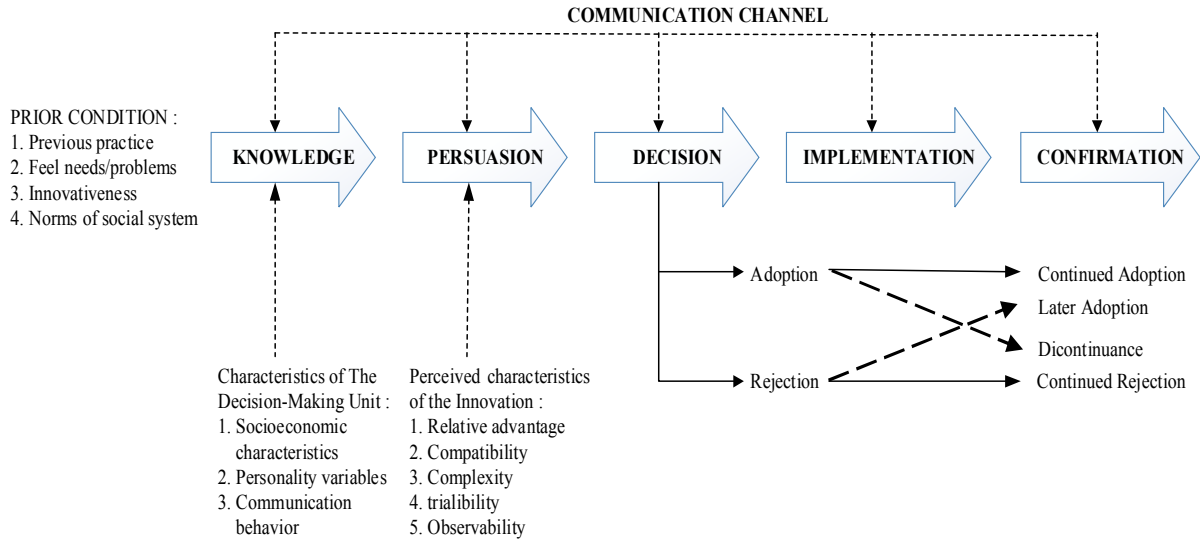 COMMUNICATION CHANNEL
PRIOR CONDITION :
1. Previous practice
2. Feel needs/problems
3. Innovativeness
4. Norms of social system
KNOWLEDGE
PERSUASION
DECISION
IMPLEMENTATION
CONFIRMATION
Adoption
Rejection
Continued Adoption
Later Adoption
Dicontinuance
Continued Rejection
Characteristics of The
Decision-Making Unit :
1. Socioeconomic
characteristics
2. Personality variables
3. Communication
behavior
Perceived characteristics
of the Innovation :
1. Relative advantage
2. Compatibility
3. Complexity
4. trialibility
5. Observability